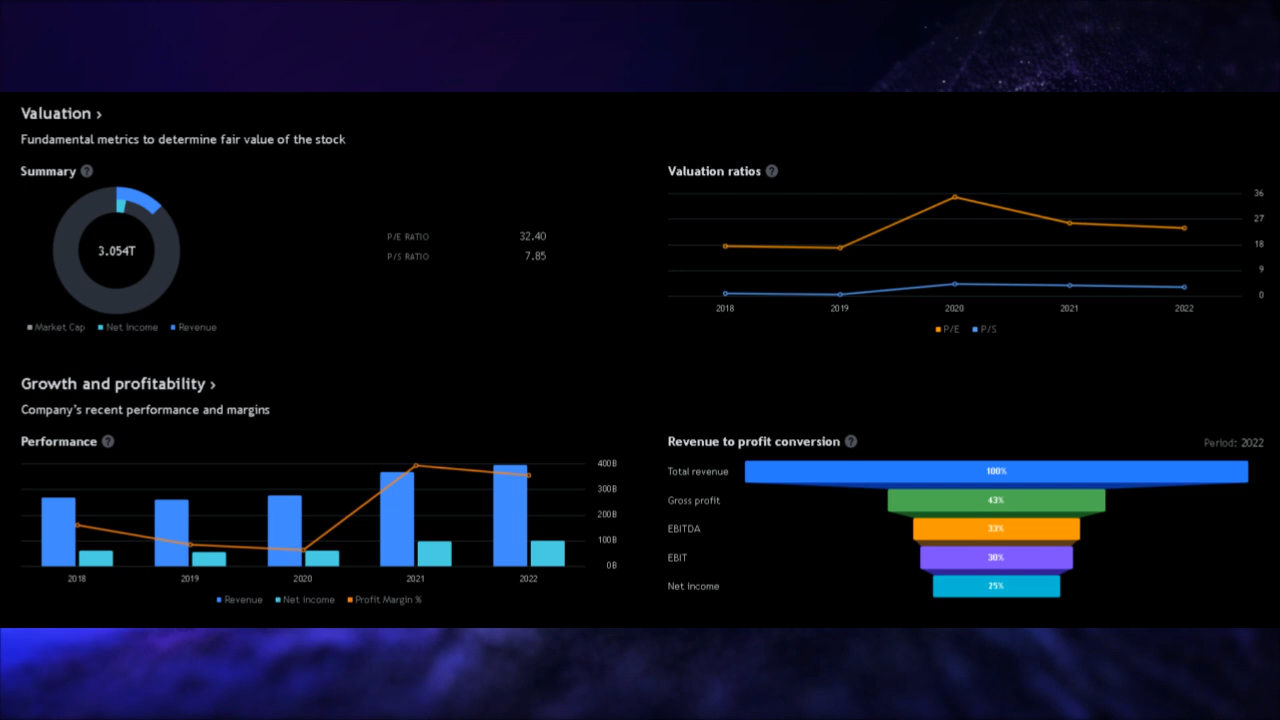 Valuation ›
Fundamental metrics to determine fair value of the stock
Summary ?
3.054T
P/E RATIO 32.40
P/S RATIO 7.85
Market Cap Net Income Revenue
Valuation ratios ?
36
27
18
9
0
2018 2019 2020 2021 2022
P/E P/S
Growth and profitability ›
Company's recent performance and margins
Performance ?
400B
300B
200B
100B
0B
2018 2019 2020 2021 2022
Revenue Net Income Profit Margin %
Revenue to profit conversion ? Period: 2022
Total revenue 100%
Gross profit 43%
EBITDA 33%
EBIT 30%
Net Income 25%